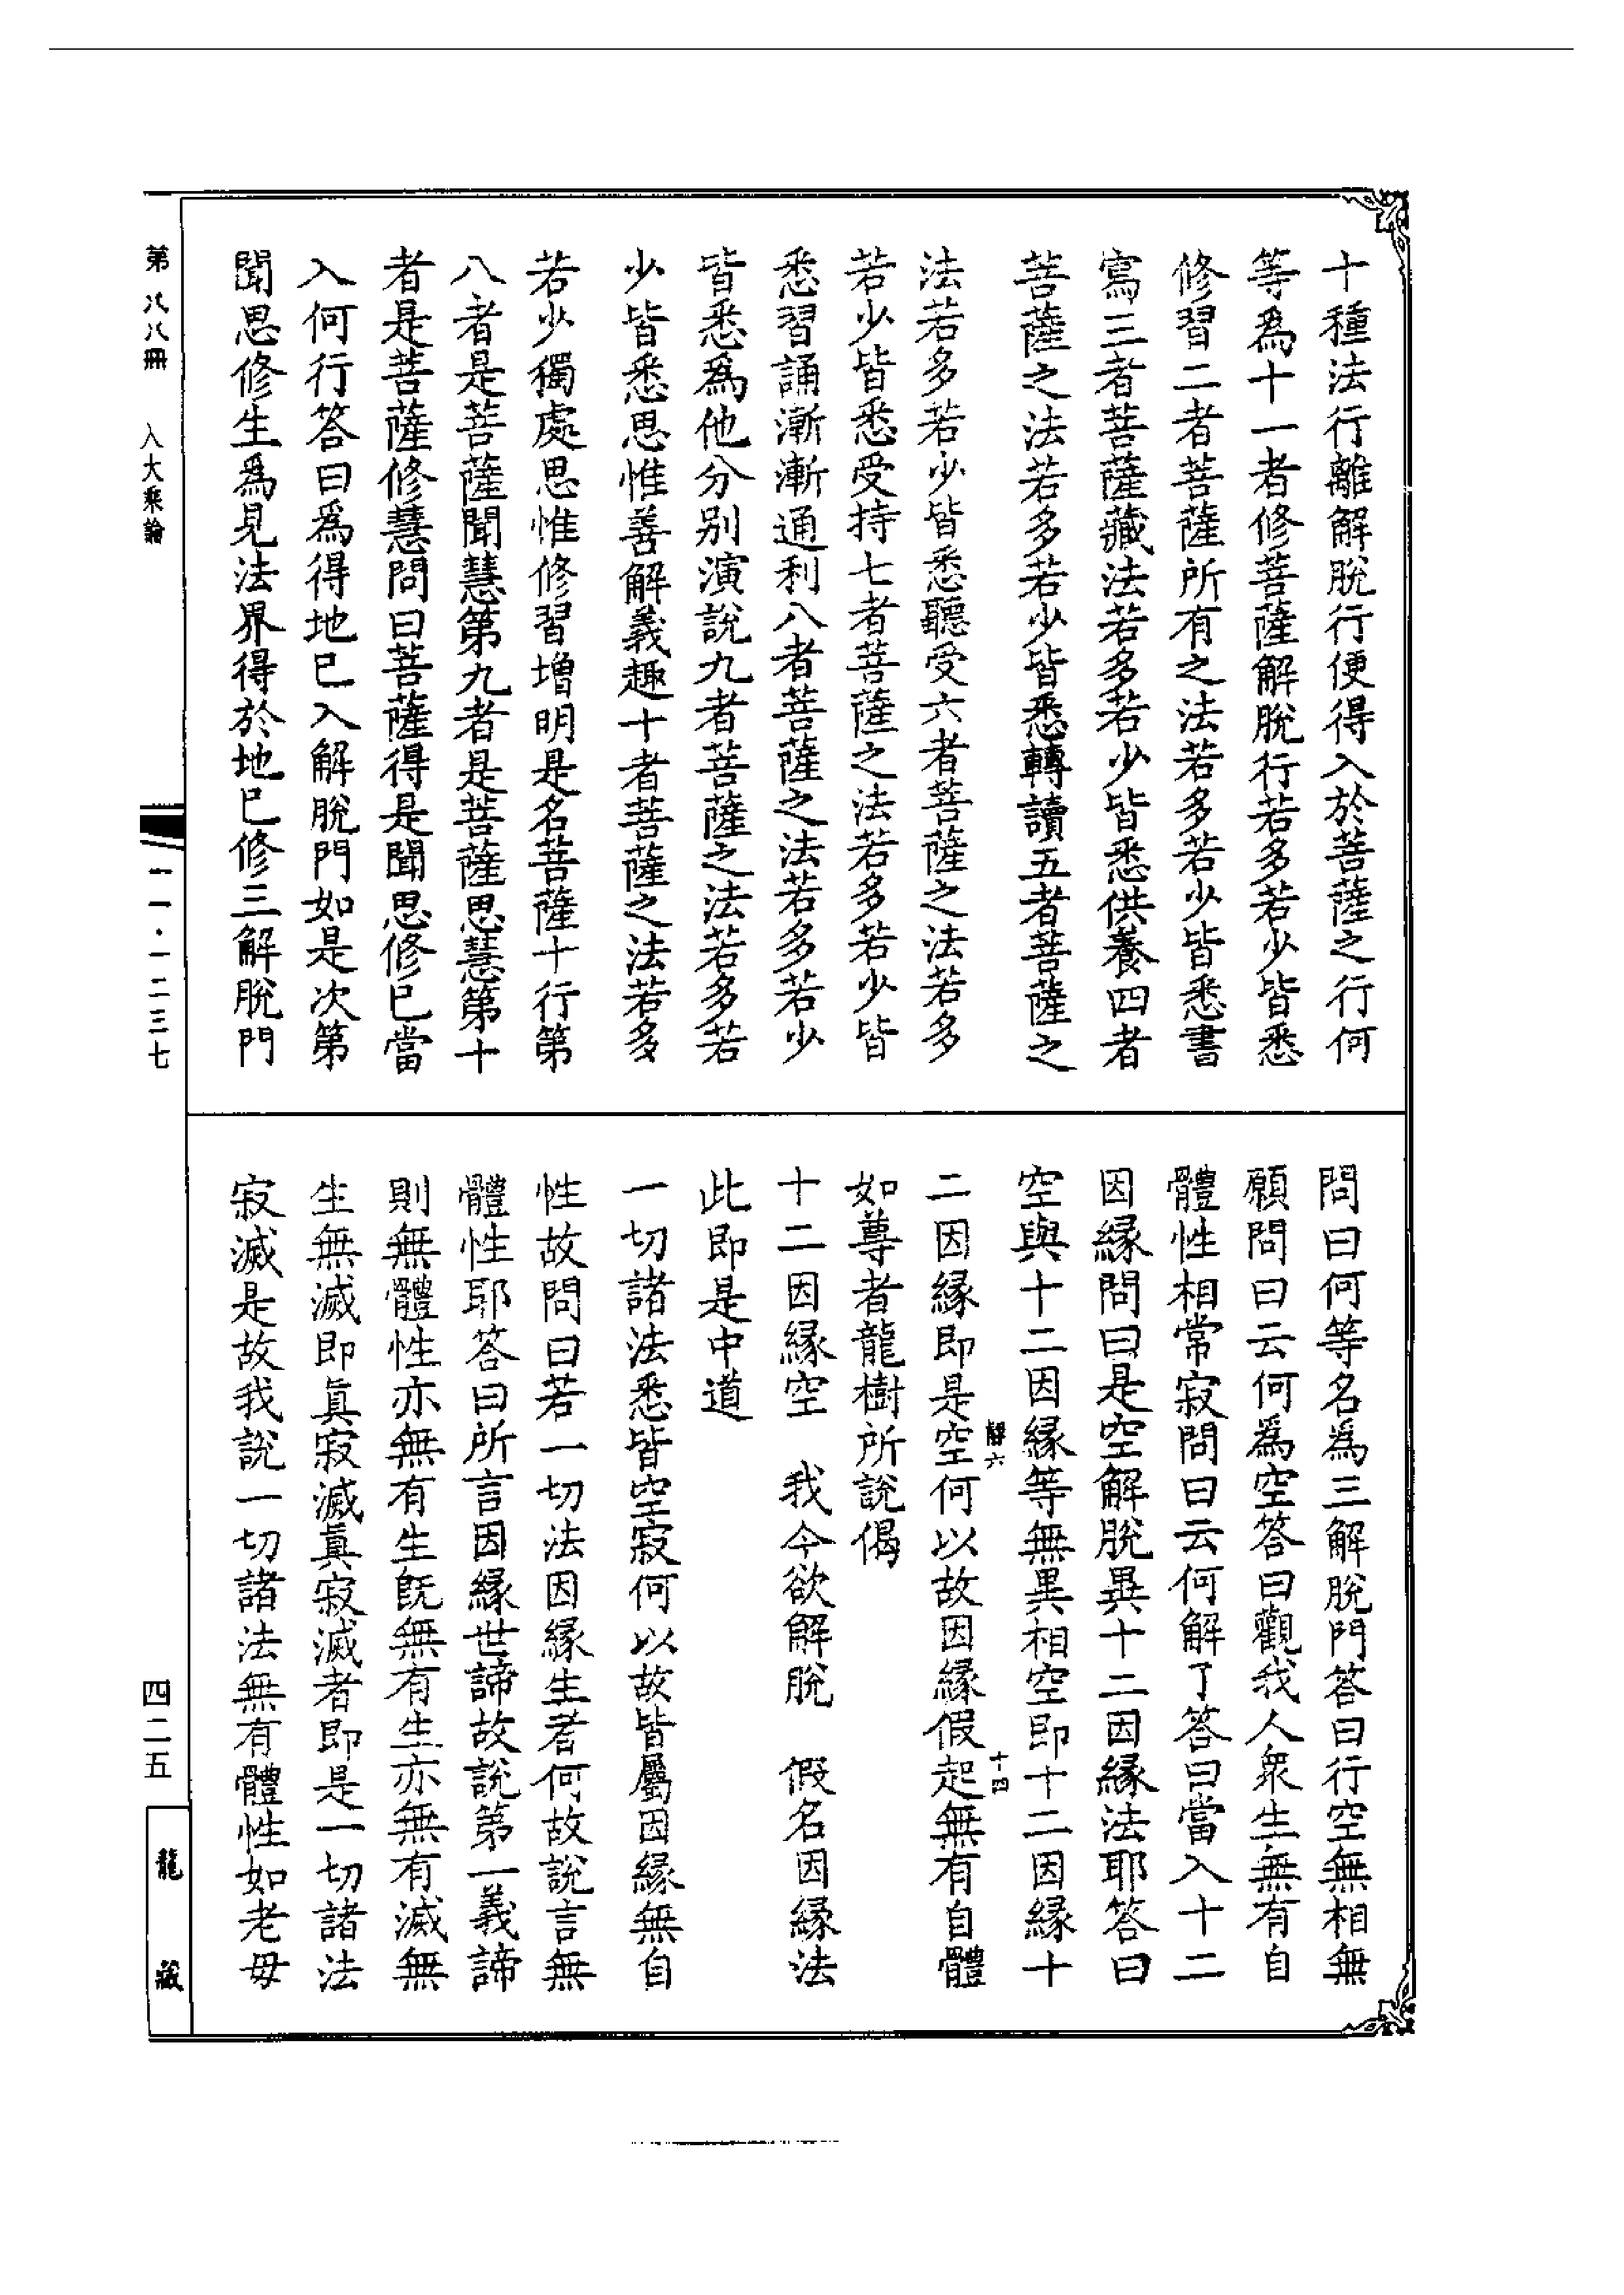 十種法行離解脫行便得入於菩薩之行何
等為十一者修菩薩解脫行若多若少皆悉
修習二者菩薩所有之法若多若少皆悉書
寫三者菩薩藏法若多若少皆悉供養四者
菩薩之法若多若少皆悉轉讀五者菩薩之
法若多若少皆悉聽受六者菩薩之法若多
若少皆悉受持七者菩薩之法若多若少皆
悉習誦漸漸通利八者菩薩之法若多若少
皆悉為他分別演說九者菩薩之法若多若
少皆悉思惟善解義趣十者菩薩之法若多
若少獨處思惟修習增明是名菩薩十行第
八者是菩薩聞慧第九者是菩薩思慧第十
者是菩薩修慧問曰菩薩得是聞思修已當
入何行答曰為得地已入解脫門如是次第
聞思修生為見法界得於地已修三解脫門
問曰何等名為三解脫門答曰行空無相無
願問曰云何為空答曰觀我人衆生無有自
體性相常寂問曰云何解了答曰當入十二
因緣問曰是空解脫異十二因緣法耶答曰
空與十二因緣等無異相空即十二因緣十
二因緣即是空何以故因緣假起無有自體
靜六
十四
如尊者龍樹所說偈
十二因緣空　我今欲解脫　假名因緣法
此即是中道
一切諸法悉皆空寂何以故皆屬因緣無自
性故問曰若一切法因緣生者何故說言無
體性耶答曰所言因緣世諦故說第一義諦
則無體性亦無有生旣無有生亦無有滅無
生無滅即真寂滅真寂滅者即是一切諸法
寂滅是故我說一切諸法無有體性如老母
第八八冊　入大乘論
一一·一二三七
四二五
龍藏